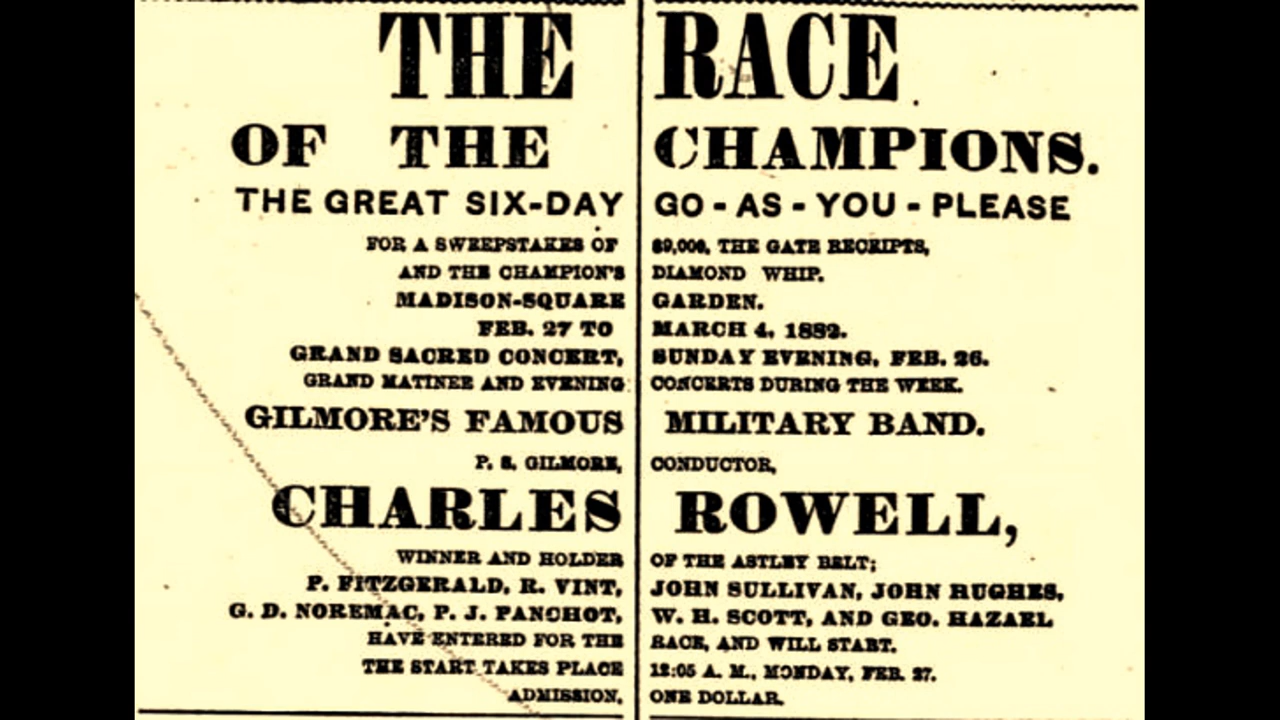 THE RACE
OF THE CHAMPIONS.
THE GREAT SIX-DAY GO-AS-YOU-PLEASE
FOR A SWEEPSTAKES OF $9,000, THE GATE RECEIPTS,
AND THE CHAMPION'S DIAMOND WHIP.
MADISON-SQUARE GARDEN.
FEB. 27 TO MARCH 4, 1882.
GRAND SACRED CONCERT, SUNDAY EVENING, FEB. 26.
GRAND MATINEE AND EVENING CONCERTS DURING THE WEEK.
GILMORE'S FAMOUS MILITARY BAND.
P. S. GILMORE, CONDUCTOR,
CHARLES ROWELL,
WINNER AND HOLDER OF THE ASTLEY BELT;
P. FITZGERALD, R. VINT, JOHN SULLIVAN, JOHN HUGHES,
G. D. NOREMAC, P. J. PANCHOT, W. H. SCOTT, AND GEO. HAZAEL
HAVE ENTERED FOR THE RACE, AND WILL START.
THE START TAKES PLACE 12:05 A. M., MONDAY, FEB. 27.
ADMISSION, ONE DOLLAR.